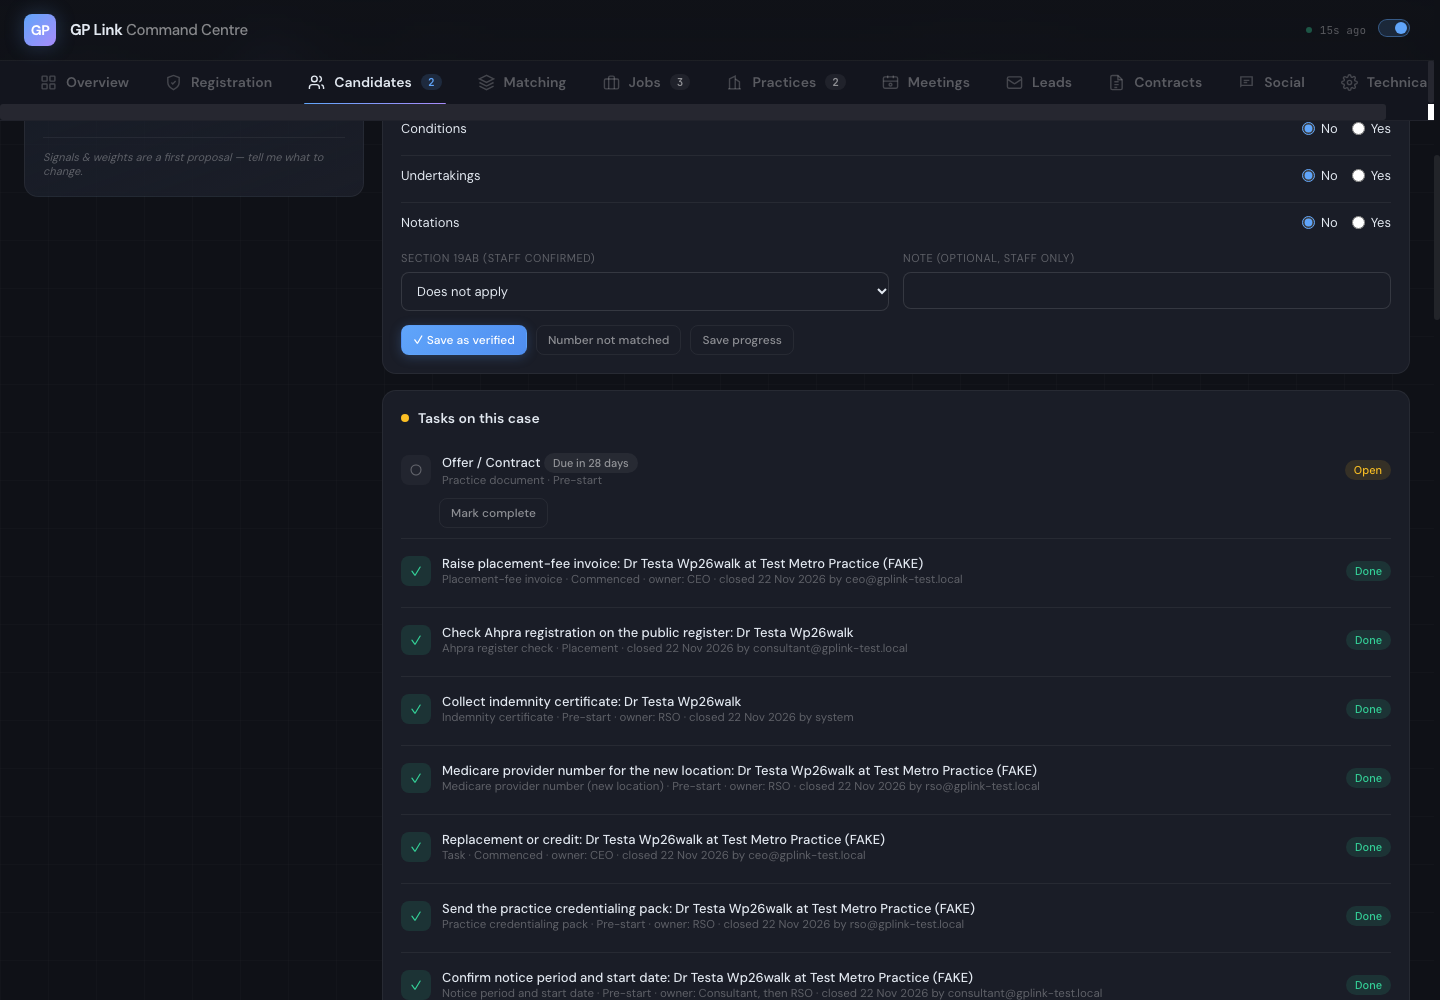 GP GP Link Command Centre
15s ago
Overview Registration Candidates 2 Matching Jobs 3 Practices 2 Meetings Leads Contracts Social Technica
Signals & weights are a first proposal — tell me what to
change.
Conditions No Yes
Undertakings No Yes
Notations No Yes
SECTION 19AB (STAFF CONFIRMED) NOTE (OPTIONAL, STAFF ONLY)
Does not apply
✓ Save as verified Number not matched Save progress
Tasks on this case
Offer / Contract Due in 28 days Open
Practice document · Pre-start
Mark complete
Raise placement-fee invoice: Dr Testa Wp26walk at Test Metro Practice (FAKE) Done
Placement-fee invoice · Commenced · owner: CEO · closed 22 Nov 2026 by ceo@gplink-test.local
Check Ahpra registration on the public register: Dr Testa Wp26walk Done
Ahpra register check · Placement · closed 22 Nov 2026 by consultant@gplink-test.local
Collect indemnity certificate: Dr Testa Wp26walk Done
Indemnity certificate · Pre-start · owner: RSO · closed 22 Nov 2026 by system
Medicare provider number for the new location: Dr Testa Wp26walk at Test Metro Practice (FAKE) Done
Medicare provider number (new location) · Pre-start · owner: RSO · closed 22 Nov 2026 by rso@gplink-test.local
Replacement or credit: Dr Testa Wp26walk at Test Metro Practice (FAKE) Done
Task · Commenced · owner: CEO · closed 22 Nov 2026 by ceo@gplink-test.local
Send the practice credentialing pack: Dr Testa Wp26walk at Test Metro Practice (FAKE) Done
Practice credentialing pack · Pre-start · owner: RSO · closed 22 Nov 2026 by rso@gplink-test.local
Confirm notice period and start date: Dr Testa Wp26walk at Test Metro Practice (FAKE) Done
Notice period and start date · Pre-start · owner: Consultant, then RSO · closed 22 Nov 2026 by consultant@gplink-test.local